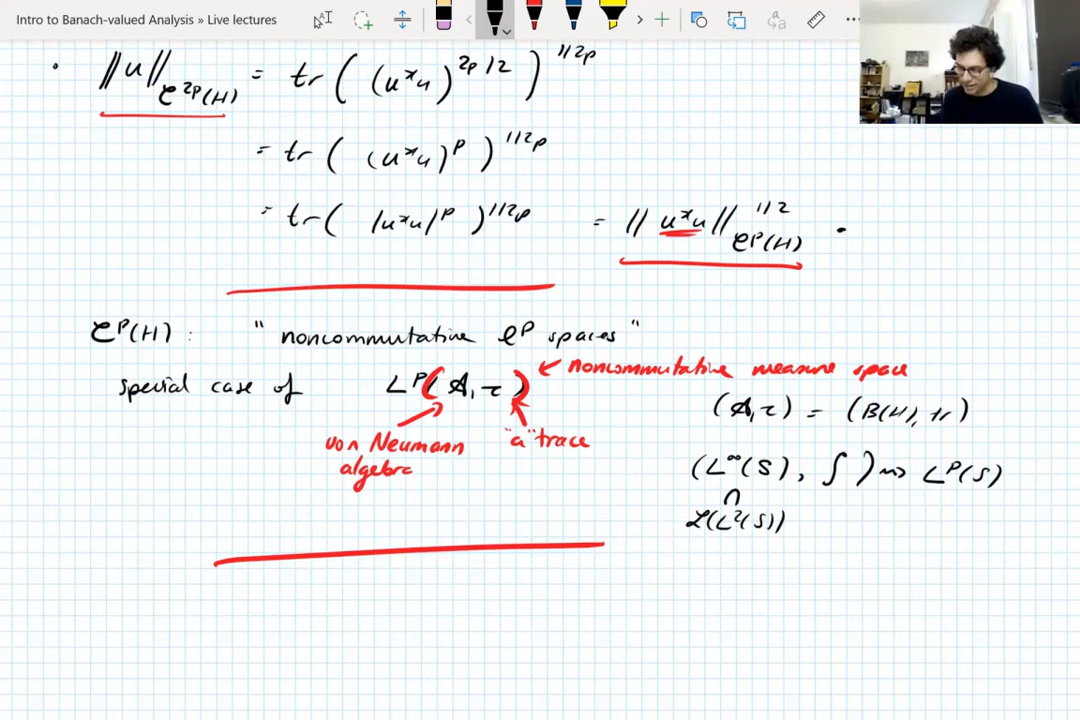 Intro to Banach-valued Analysis » Live lectures
• ||u||_{C^{2p}(H)} = tr( (u*u)^{2p/2} )^{1/2p}
= tr( (u*u)^p )^{1/2p}
= tr( |u*u|^p )^{1/2p} = ||u*u||^{1/2}_{C^p(H)} .
C^p(H): "noncommutative ℓ^p spaces"
special case of L^p(A, τ) ← noncommutative measure space
von Neumann algebra
"a" trace
(A, τ) = (B(H), tr)
(L^∞(S), ∫) ⇝ L^p(S)
∩
L(L²(S))